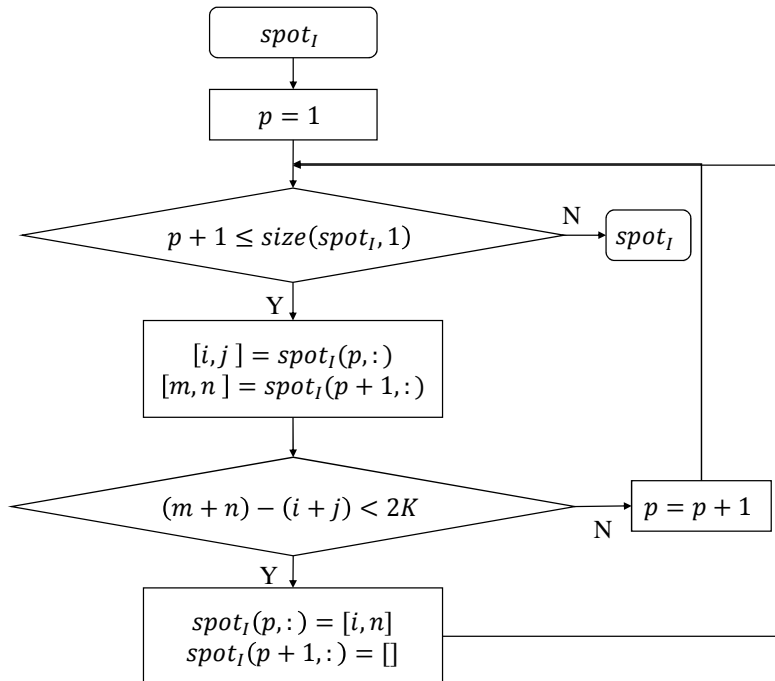 spot_I
p = 1
p + 1 ≤ size(spot_I, 1)
N
spot_I
Y
[i, j ] = spot_I(p, : )
[m, n ] = spot_I(p + 1, : )
(m + n) − (i + j) < 2K
N
p = p + 1
Y
spot_I(p, : ) = [i, n]
spot_I(p + 1, : ) = []